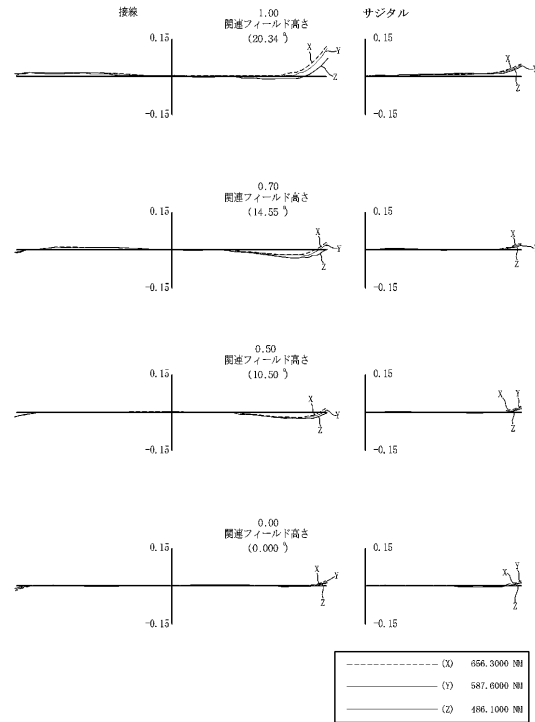 接線
1.00
関連フィールド高さ
(20.34 °)
サジタル
0.15
X
Y
Z
-0.15
0.15
X
Y
Z
-0.15
0.70
関連フィールド高さ
(14.55 °)
0.15
X
Y
Z
-0.15
0.15
X
Y
Z
-0.15
0.50
関連フィールド高さ
(10.50 °)
0.15
X
Y
Z
-0.15
0.15
X
Y
Z
-0.15
0.00
関連フィールド高さ
(0.000 °)
0.15
X
Y
Z
-0.15
0.15
X
Y
Z
-0.15
(X) 656.3000 NM
(Y) 587.6000 NM
(Z) 486.1000 NM